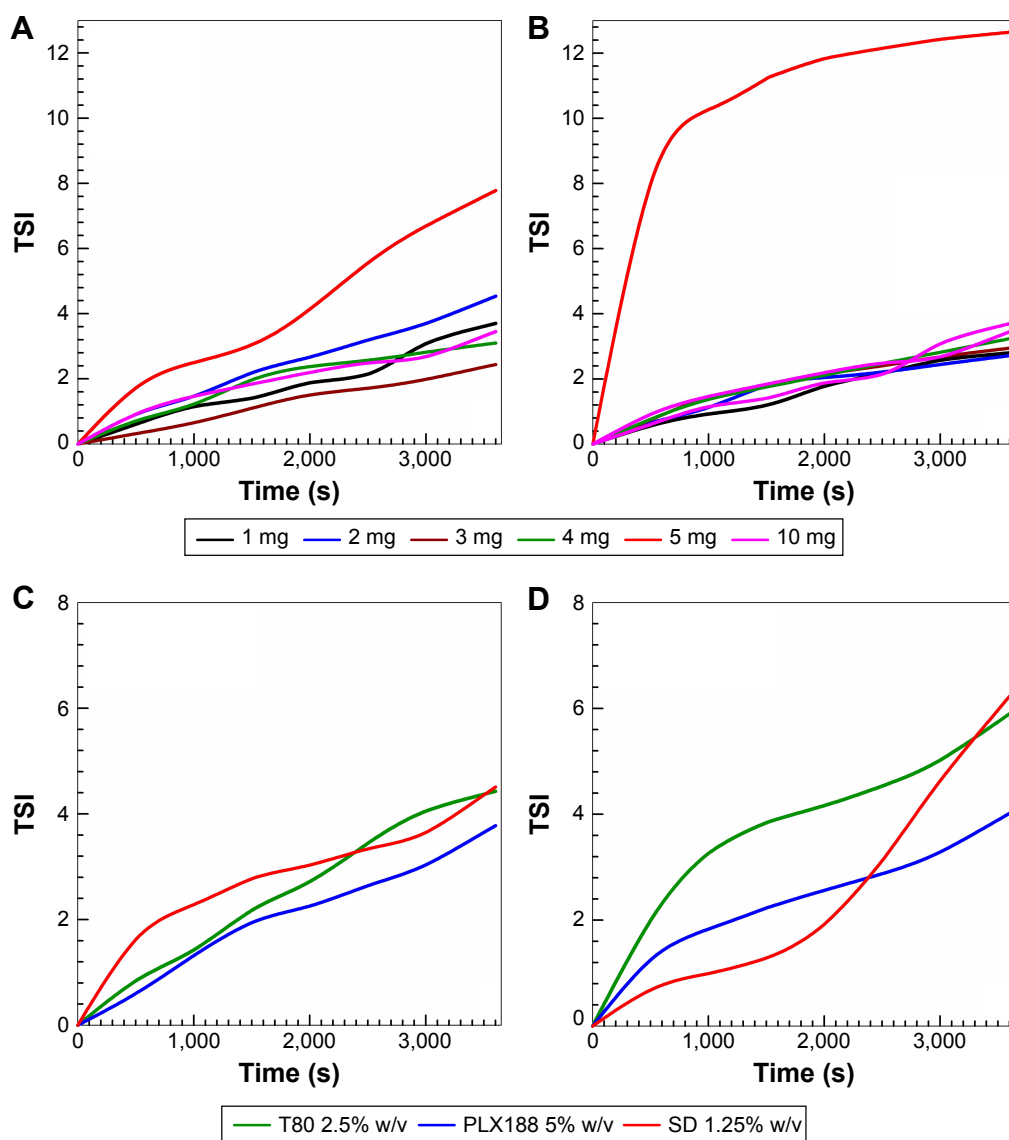 A B
12 12
10 10
8 8
6 6
4 4
2 2
0 0
TSI TSI
0 1,000 2,000 3,000 0 1,000 2,000 3,000
Time (s) Time (s)
1 mg 2 mg 3 mg 4 mg 5 mg 10 mg
C D
8 8
6 6
4 4
2 2
0 0
TSI TSI
0 1,000 2,000 3,000 0 1,000 2,000 3,000
Time (s) Time (s)
T80 2.5% w/v PLX188 5% w/v SD 1.25% w/v